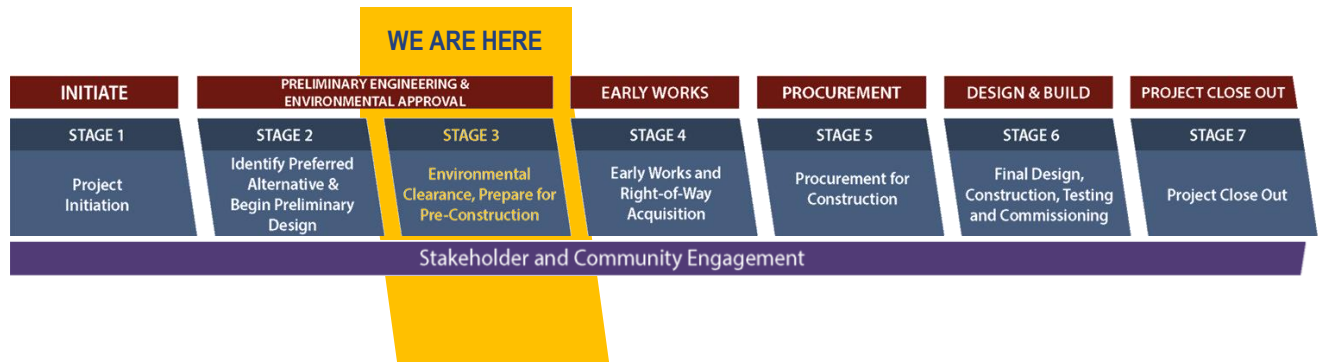 WE ARE HERE
INITIATE
PRELIMINARY ENGINEERING &
ENVIRONMENTAL APPROVAL
EARLY WORKS
PROCUREMENT
DESIGN & BUILD
PROJECT CLOSE OUT
STAGE 1
Project
Initiation
STAGE 2
Identify Preferred
Alternative &
Begin Preliminary
Design
STAGE 3
Environmental
Clearance, Prepare for
Pre-Construction
STAGE 4
Early Works and
Right-of-Way
Acquisition
STAGE 5
Procurement for
Construction
STAGE 6
Final Design,
Construction, Testing
and Commissioning
STAGE 7
Project Close Out
Stakeholder and Community Engagement